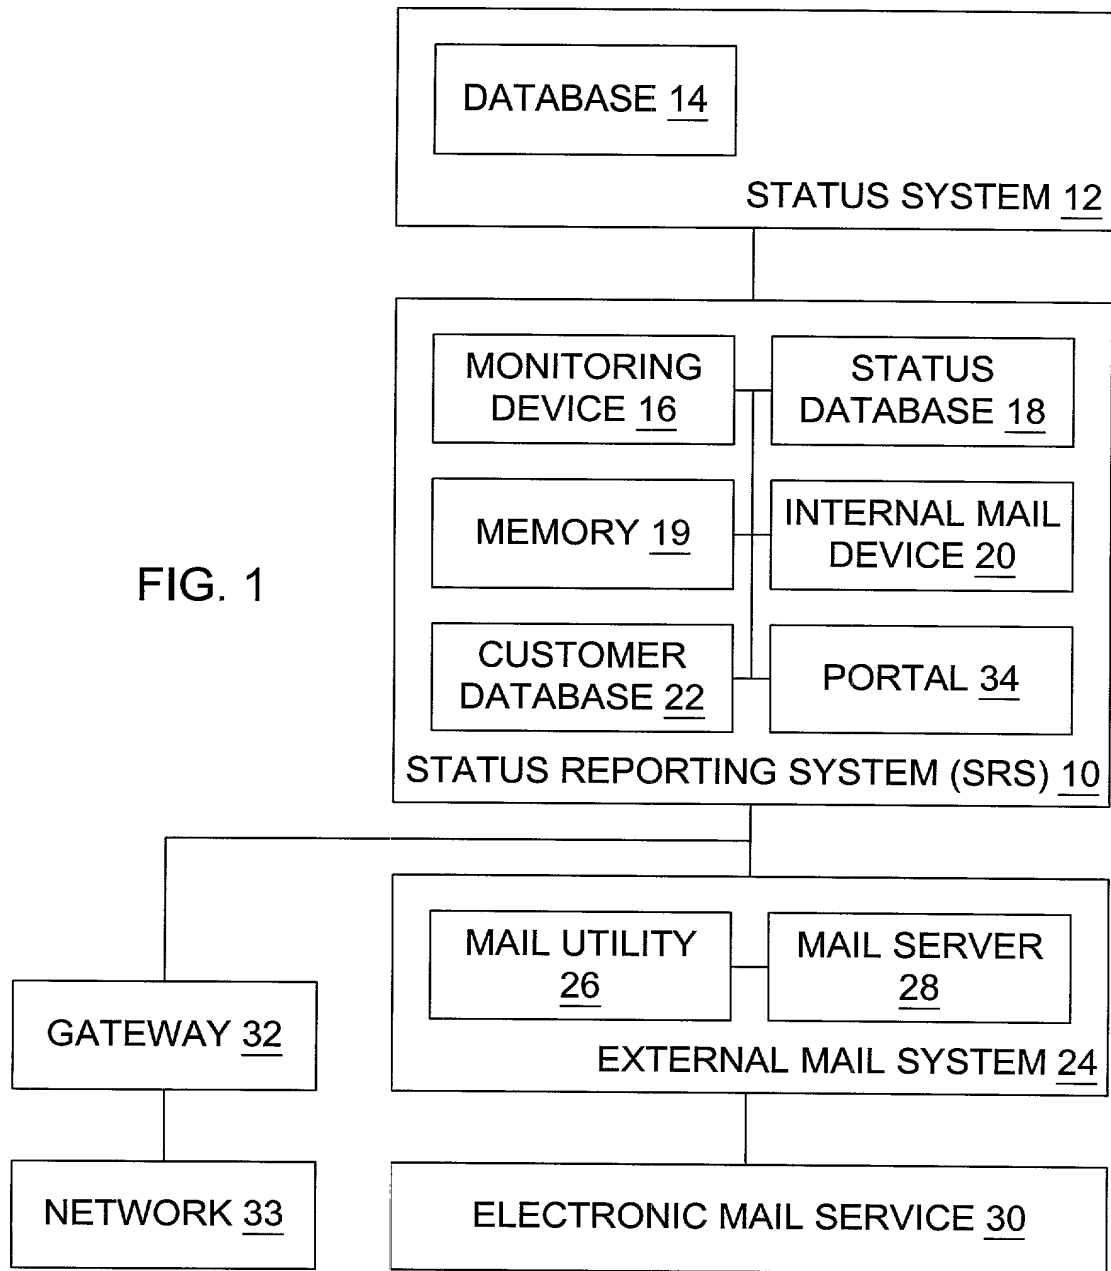 DATABASE 14
STATUS SYSTEM 12
MONITORING
DEVICE 16
STATUS
DATABASE 18
MEMORY 19
INTERNAL MAIL
DEVICE 20
FIG. 1
CUSTOMER
DATABASE 22
PORTAL 34
STATUS REPORTING SYSTEM (SRS) 10
MAIL UTILITY
26
MAIL SERVER
28
GATEWAY 32
EXTERNAL MAIL SYSTEM 24
NETWORK 33
ELECTRONIC MAIL SERVICE 30